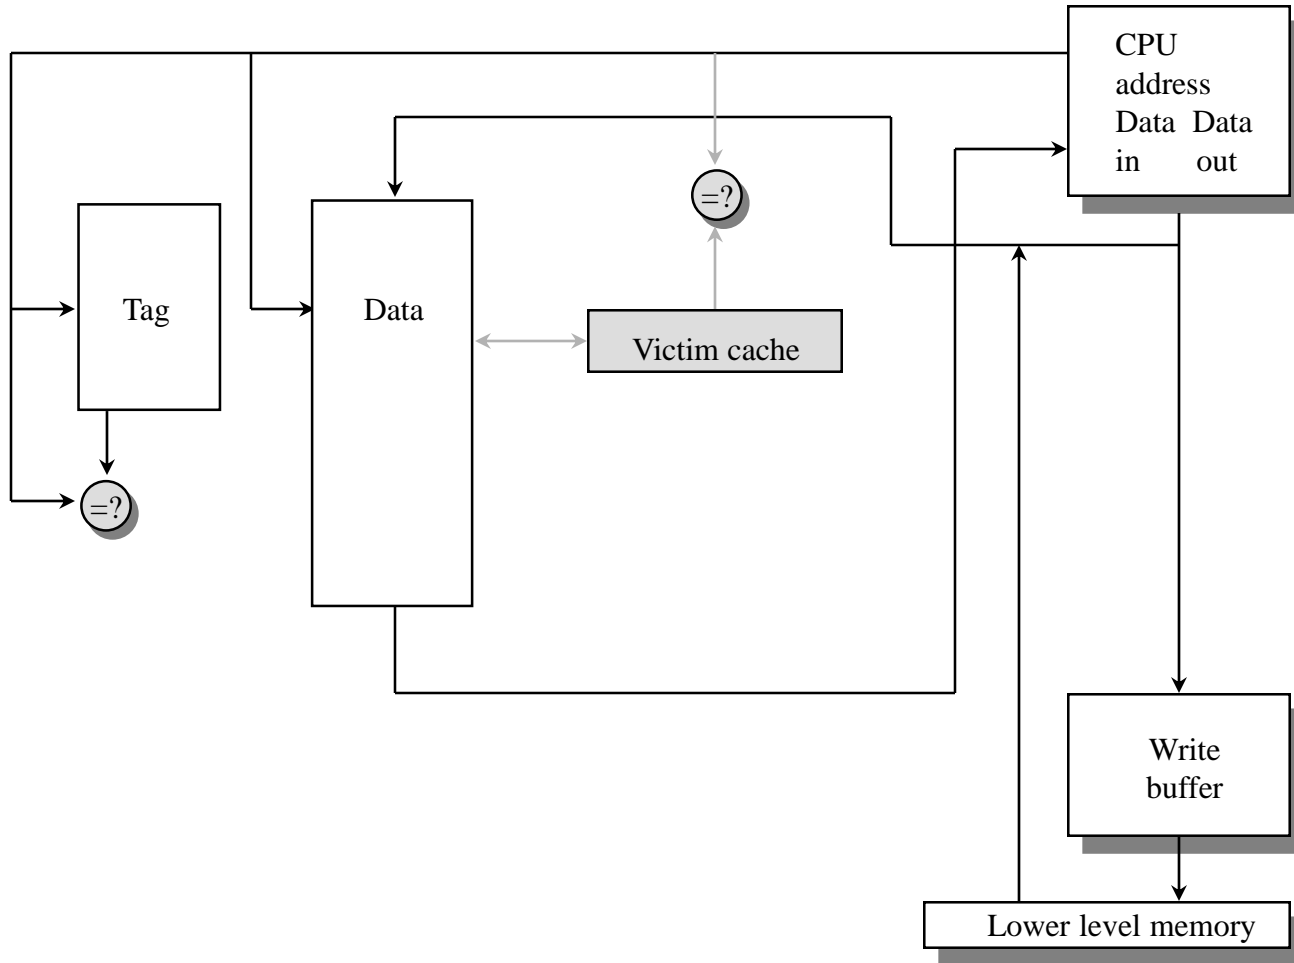 CPU
address
Data Data
in out
=?
Tag
Data
Victim cache
=?
Write
buffer
Lower level memory